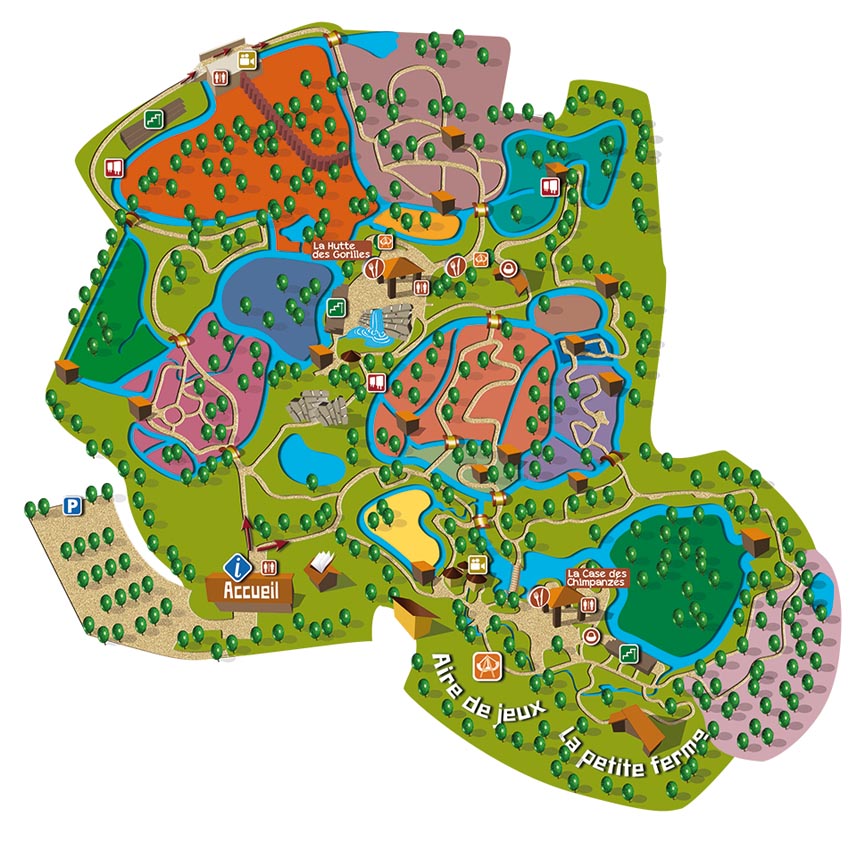 La Hutte
des Gorilles
P
i
Accueil
La Case des
Chimpanzés
Aire de jeux
La petite ferme